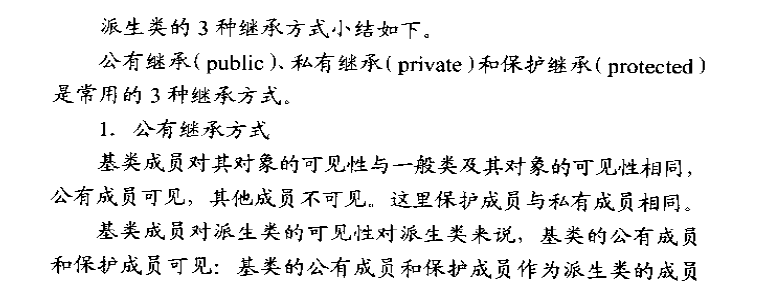 派生类的 3 种继承方式小结如下。
公有继承( public )、私有继承( private )和保护继承( protected )
是常用的 3 种继承方式。
1. 公有继承方式
基类成员对其对象的可见性与一般类及其对象的可见性相同，
公有成员可见，其他成员不可见。这里保护成员与私有成员相同。
基类成员对派生类的可见性对派生类来说，基类的公有成员
和保护成员可见：基类的公有成员和保护成员作为派生类的成员